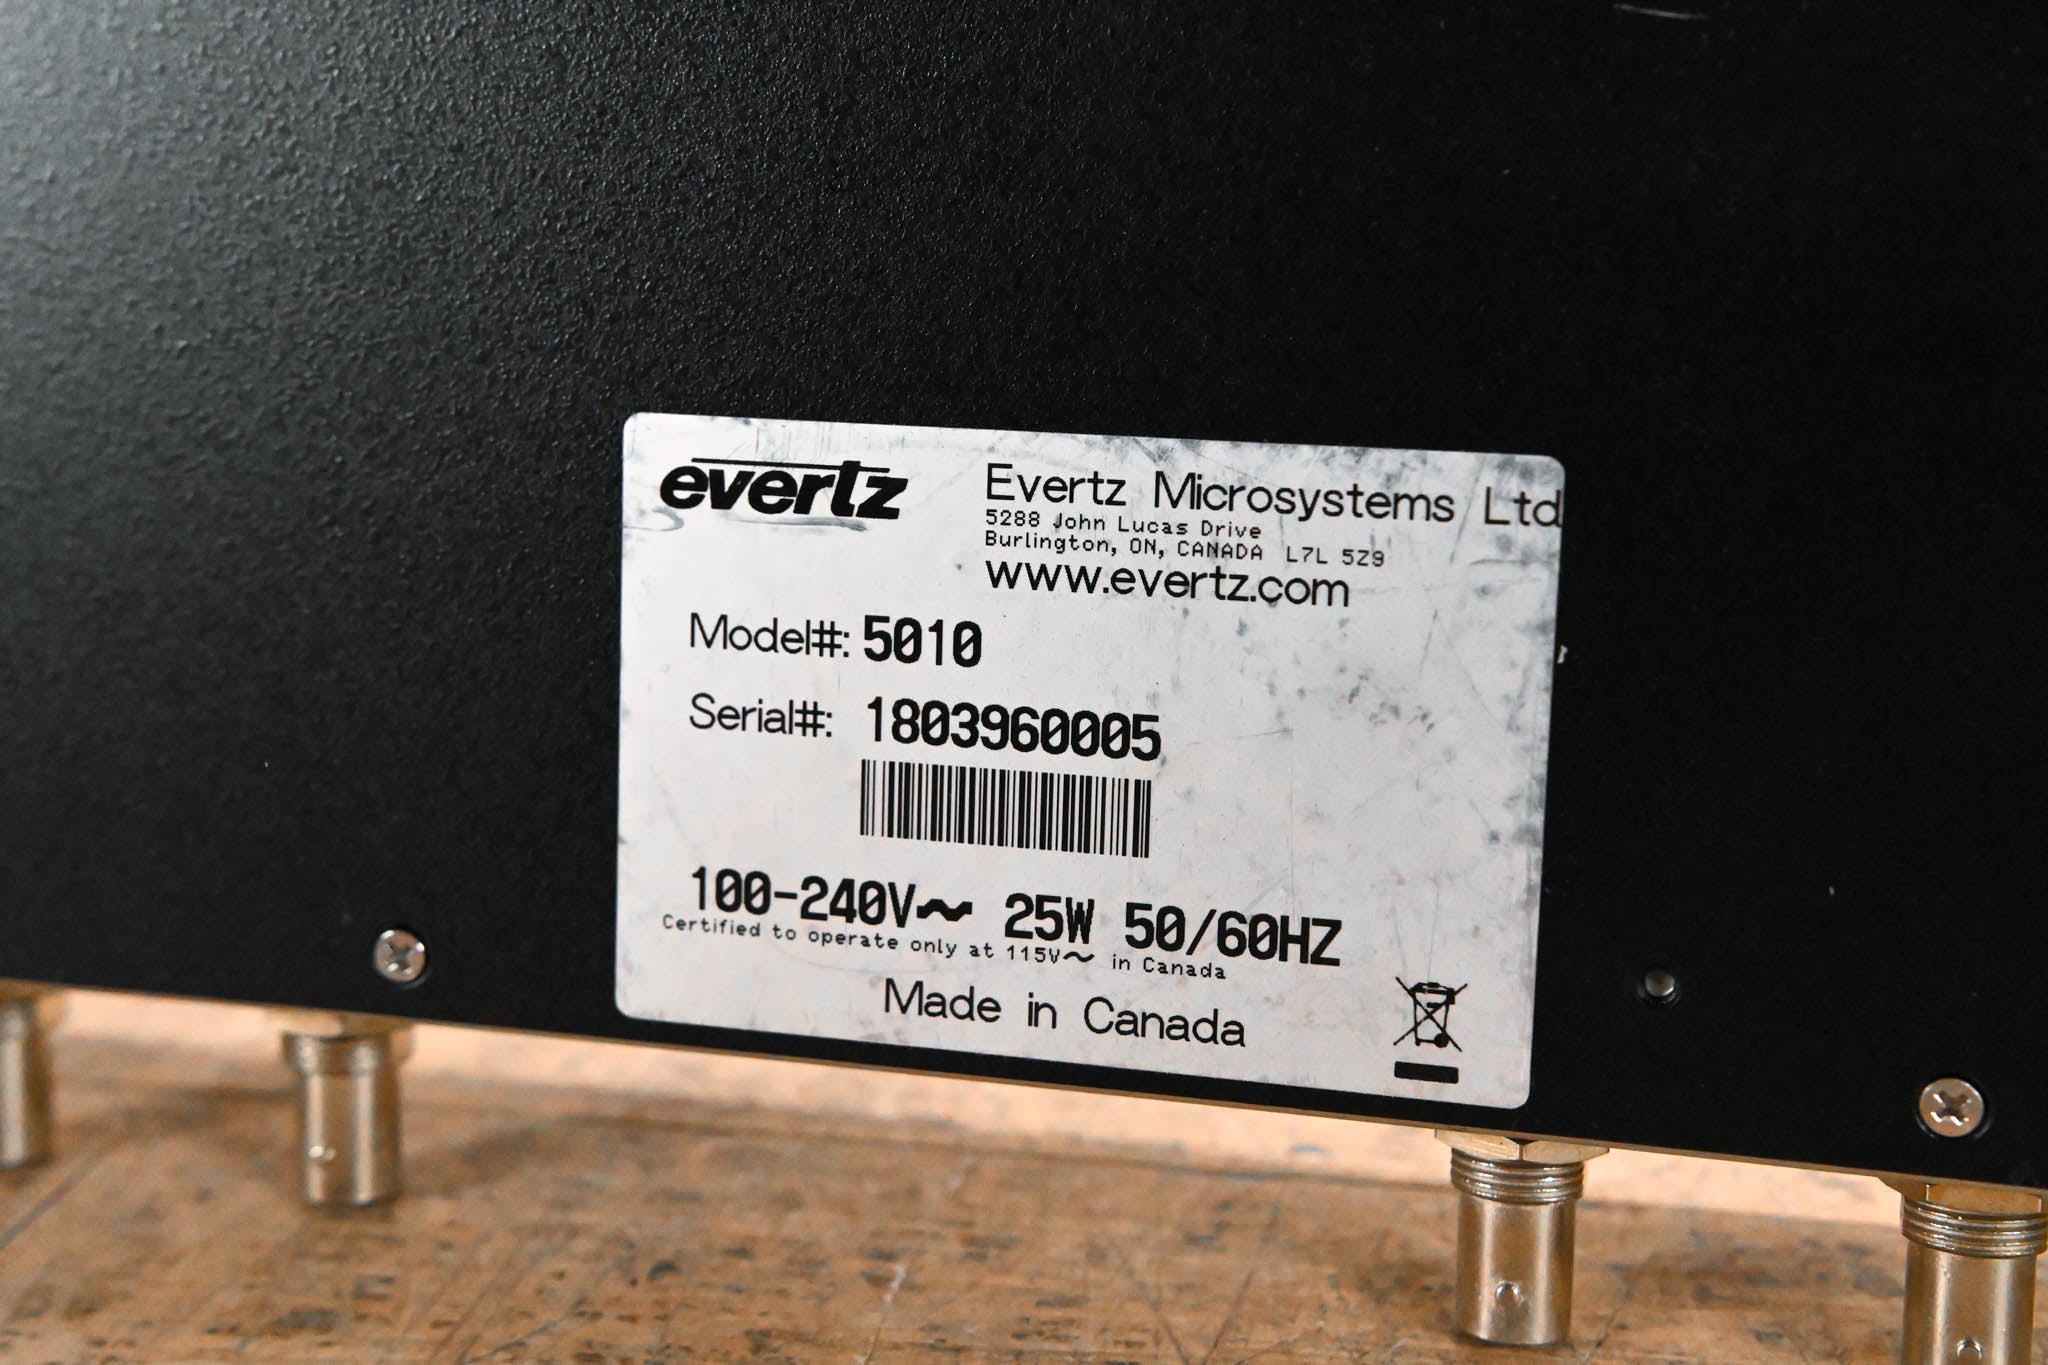 evertz
Evertz Microsystems Ltd
5288 John Lucas Drive
Burlington, ON, CANADA L7L 5Z9
www.evertz.com
Model#: 5010
Serial#: 1803960005
100-240V~ 25W 50/60HZ
Certified to operate only at 115V~ in Canada
Made in Canada